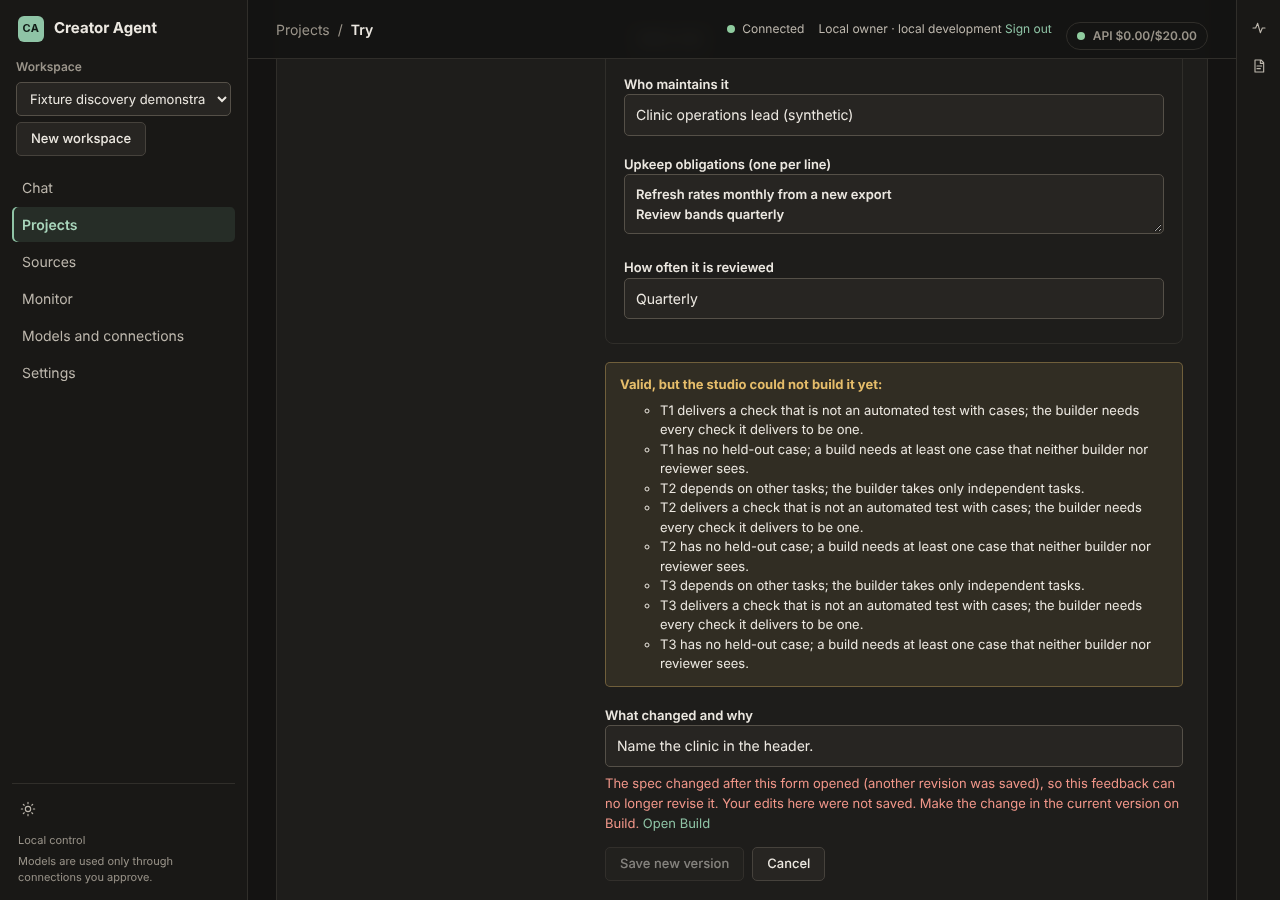 CA Creator Agent
Workspace
Fixture discovery demonstra
New workspace
Chat
Projects
Sources
Monitor
Models and connections
Settings
Local control
Models are used only through
connections you approve.
Projects / Try
Connected
Local owner · local development Sign out
API $0.00/$20.00
Who maintains it
Clinic operations lead (synthetic)
Upkeep obligations (one per line)
Refresh rates monthly from a new export
Review bands quarterly
How often it is reviewed
Quarterly
Valid, but the studio could not build it yet:
T1 delivers a check that is not an automated test with cases; the builder needs
every check it delivers to be one.
T1 has no held-out case; a build needs at least one case that neither builder nor
reviewer sees.
T2 depends on other tasks; the builder takes only independent tasks.
T2 delivers a check that is not an automated test with cases; the builder needs
every check it delivers to be one.
T2 has no held-out case; a build needs at least one case that neither builder nor
reviewer sees.
T3 depends on other tasks; the builder takes only independent tasks.
T3 delivers a check that is not an automated test with cases; the builder needs
every check it delivers to be one.
T3 has no held-out case; a build needs at least one case that neither builder nor
reviewer sees.
What changed and why
Name the clinic in the header.
The spec changed after this form opened (another revision was saved), so this feedback can
no longer revise it. Your edits here were not saved. Make the change in the current version on
Build. Open Build
Save new version
Cancel